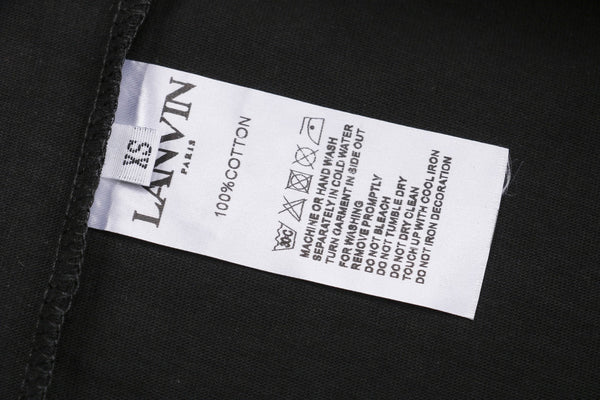 LANVIN
PARIS
XS
100%COTTON
30C
MACHINE OR HAND WASH
SEPARATELY IN COLD WATER
TURN GARMENT IN SIDE OUT
FOR WASHING
REMOVE PROMPTLY
DO NOT BLEACH
DO NOT TUMBLE DRY
DO NOT DRY CLEAN
TOUCH UP WITH COOL IRON
DO NOT IRON DECORATION